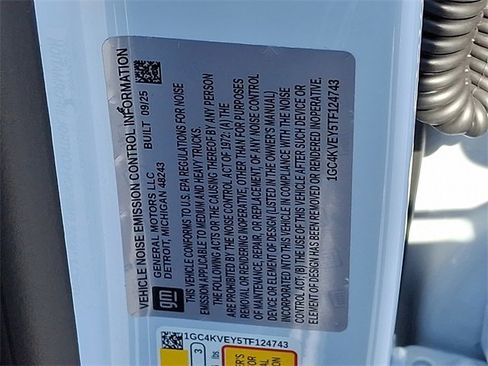 VEHICLE NOISE EMISSION CONTROL INFORMATION
GENERAL MOTORS LLC
DETROIT, MICHIGAN 48243
BUILT 09/25
gm
THIS VEHICLE CONFORMS TO U.S. EPA REGULATIONS FOR NOISE
EMISSION APPLICABLE TO MEDIUM AND HEAVY TRUCKS.
THE FOLLOWING ACTS OR THE CAUSING THEREOF BY ANY PERSON
ARE PROHIBITED BY THE NOISE CONTROL ACT OF 1972: (A) THE
REMOVAL OR RENDERING INOPERATIVE, OTHER THAN FOR PURPOSES
OF MAINTENANCE, REPAIR, OR REPLACEMENT, OF ANY NOISE CONTROL
DEVICE OR ELEMENT OF DESIGN (LISTED IN THE OWNER'S MANUAL)
INCORPORATED INTO THIS VEHICLE IN COMPLIANCE WITH THE NOISE
CONTROL ACT; (B) THE USE OF THIS VEHICLE AFTER SUCH DEVICE OR
ELEMENT OF DESIGN HAS BEEN REMOVED OR RENDERED INOPERATIVE.
1GC4KVEY5TF124743
1GC4KVEY5TF124743
3
lbs